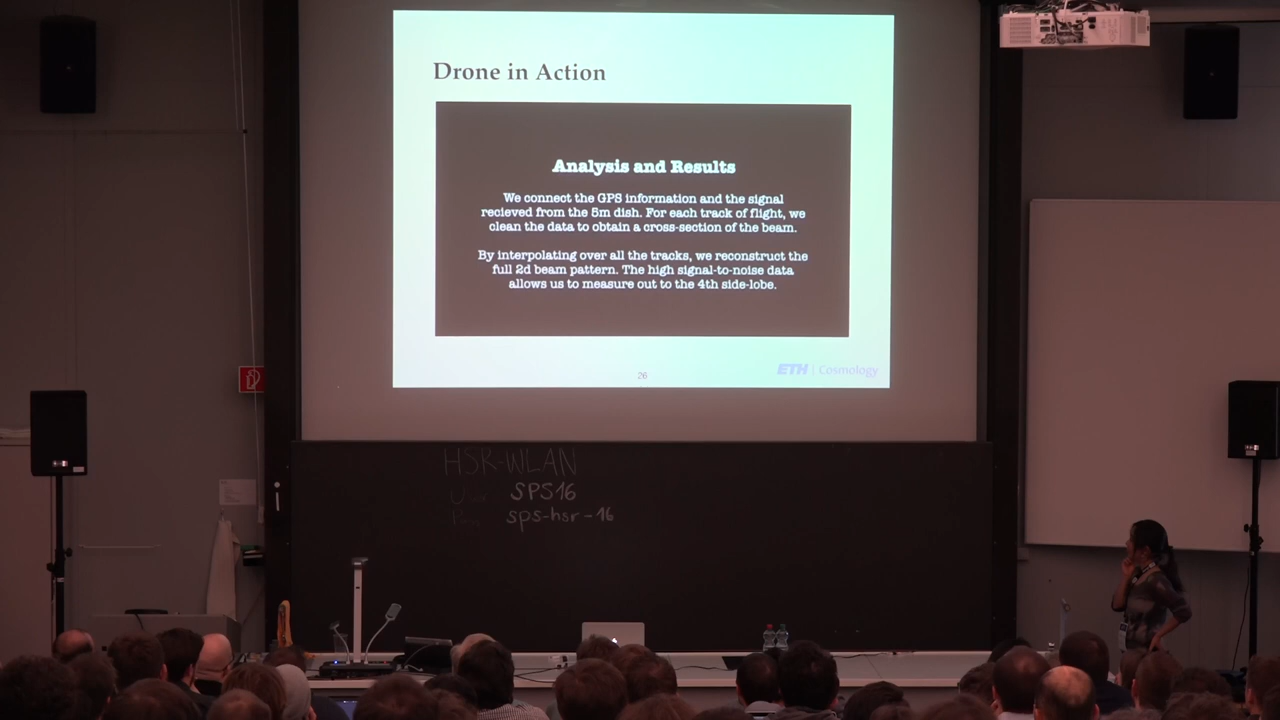 Drone in Action
Analysis and Results
We connect the GPS information and the signal
recieved from the 5m dish. For each track of flight, we
clean the data to obtain a cross-section of the beam.
By interpolating over all the tracks, we reconstruct the
full 2d beam pattern. The high signal-to-noise data
allows us to measure out to the 4th side-lobe.
26
ETH | Cosmology
HSR-WLAN
SPS16
sps-hsr-16